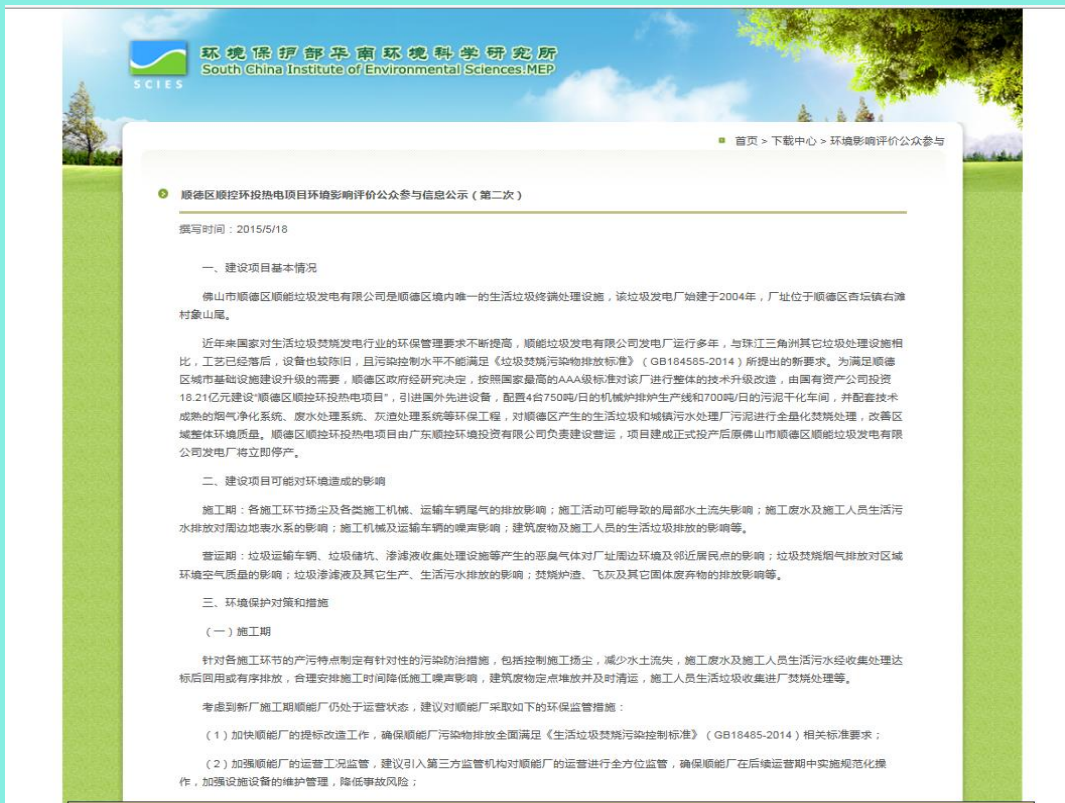 环境保护部华南环境科学研究所
South China Institute of Environmental Sciences.MEP
SCIES
首页 > 下载中心 > 环境影响评价公众参与
顺德区顺控环投热电项目环境影响评价公众参与信息公示（第二次）
撰写时间：2015/5/18
一、建设项目基本情况
佛山市顺德区顺能垃圾发电有限公司是顺德区境内唯一的生活垃圾终端处理设施，该垃圾发电厂始建于2004年，厂址位于顺德区杏坛镇右滩
村象山尾。
近年来国家对生活垃圾焚烧发电行业的环保管理要求不断提高，顺能垃圾发电有限公司发电厂运行多年，与珠江三角洲其它垃圾处理设施相
比，工艺已经落后，设备也较陈旧，且污染控制水平不能满足《垃圾焚烧污染物排放标准》（GB184585-2014）所提出的新要求。为满足顺德
区城市基础设施建设升级的需要，顺德区政府经研究决定，按照国家最高的AAA级标准对该厂进行整体的技术升级改造，由国有资产公司投资
18.21亿元建设“顺德区顺控环投热电项目”，引进国外先进设备，配置4台750吨/日的机械炉排炉生产线和700吨/日的污泥干化车间，并配套技术
成熟的烟气净化系统、废水处理系统、灰渣处理系统等环保工程，对顺德区产生的生活垃圾和城镇污水处理厂污泥进行全量化焚烧处理，改善区
域整体环境质量。顺德区顺控环投热电项目由广东顺控环境投资有限公司负责建设营运，项目建成正式投产后原佛山市顺德区顺能垃圾发电有限
公司发电厂将立即停产。
二、建设项目可能对环境造成的影响
施工期：各施工环节扬尘及各类施工机械、运输车辆尾气的排放影响；施工活动可能导致的局部水土流失影响；施工废水及施工人员生活污
水排放对周边地表水系的影响；施工机械及运输车辆的噪声影响；建筑废物及施工人员的生活垃圾排放的影响等。
营运期：垃圾运输车辆、垃圾储坑、渗滤液收集处理设施等产生的恶臭气体对厂址周边环境及邻近居民点的影响；垃圾焚烧烟气排放对区域
环境空气质量的影响；垃圾渗滤液及其它生产、生活污水排放的影响；焚烧炉渣、飞灰及其它固体废弃物的排放影响等。
三、环境保护对策和措施
（一）施工期
针对各施工环节的产污特点制定有针对性的污染防治措施，包括控制施工扬尘，减少水土流失，施工废水及施工人员生活污水经收集处理达
标后回用或有序排放，合理安排施工时间降低施工噪声影响，建筑废物定点堆放并及时清运，施工人员生活垃圾收集进厂焚烧处理等。
考虑到新厂施工期顺能厂仍处于运营状态，建议对顺能厂采取如下的环保监管措施：
（1）加快顺能厂的提标改造工作，确保顺能厂污染物排放全面满足《生活垃圾焚烧污染控制标准》（GB18485-2014）相关标准要求；
（2）加强顺能厂的运营工况监管，建议引入第三方监管机构对顺能厂的运营进行全方位监管，确保顺能厂在后续运营期中实施规范化操
作，加强设施设备的维护管理，降低事故风险；